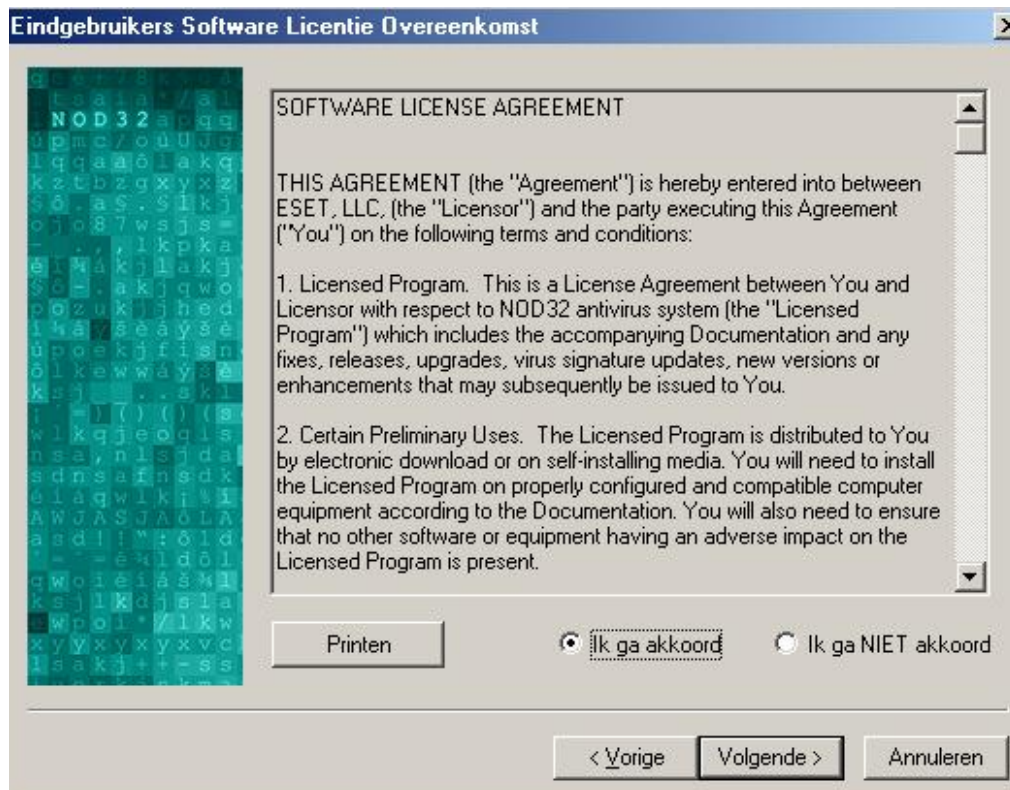 Eindgebruikers Software Licentie Overeenkomst
NOD32
SOFTWARE LICENSE AGREEMENT
THIS AGREEMENT (the "Agreement") is hereby entered into between
ESET, LLC, (the "Licensor") and the party executing this Agreement
("You") on the following terms and conditions:
1. Licensed Program.  This is a License Agreement between You and
Licensor with respect to NOD32 antivirus system (the "Licensed
Program") which includes the accompanying Documentation and any
fixes, releases, upgrades, virus signature updates, new versions or
enhancements that may subsequently be issued to You.
2. Certain Preliminary Uses.  The Licensed Program is distributed to You
by electronic download or on self-installing media. You will need to install
the Licensed Program on properly configured and compatible computer
equipment according to the Documentation. You will also need to ensure
that no other software or equipment having an adverse impact on the
Licensed Program is present.
Printen
Ik ga akkoord
Ik ga NIET akkoord
< Vorige
Volgende >
Annuleren